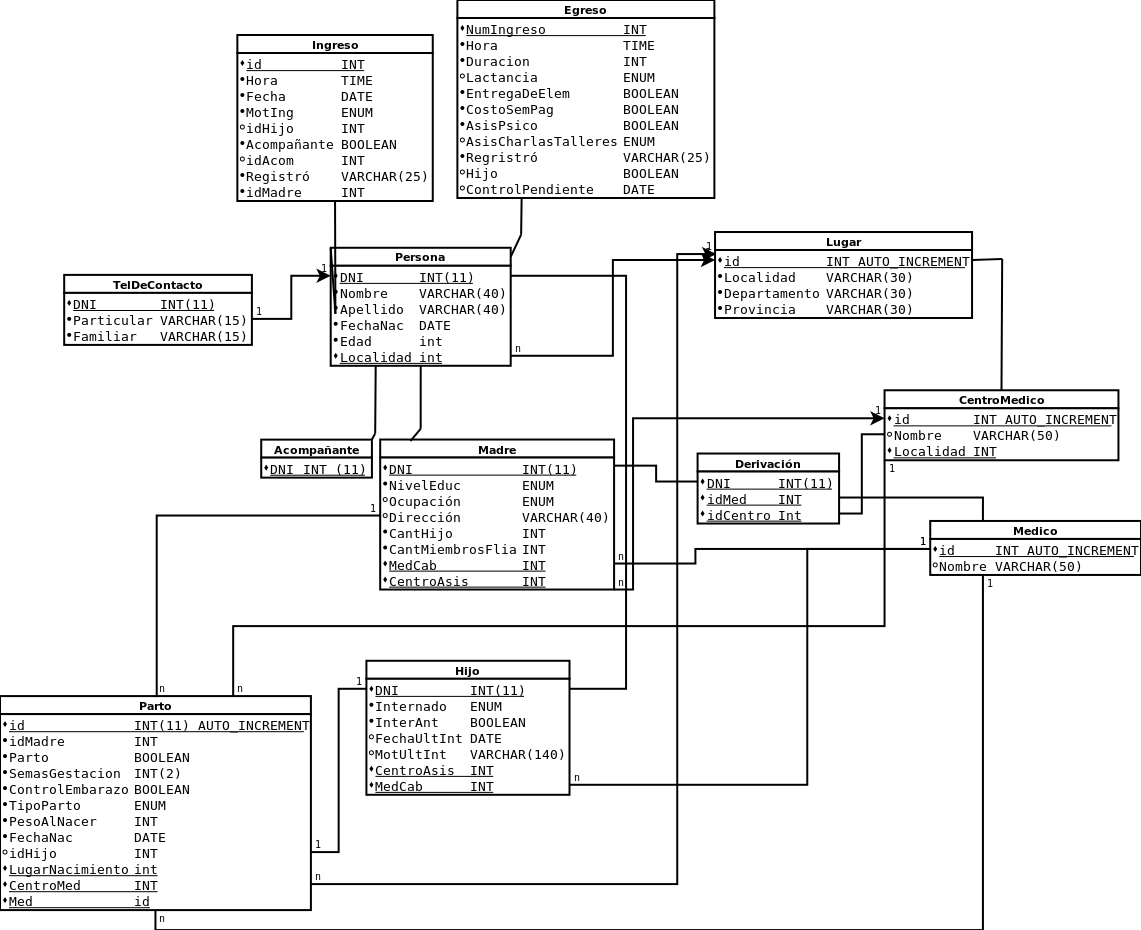 Egreso
NumIngreso INT
Hora TIME
Duracion INT
Lactancia ENUM
EntregaDeElem BOOLEAN
CostoSemPag BOOLEAN
AsisPsico BOOLEAN
AsisCharlasTalleres ENUM
Regristró VARCHAR(25)
Hijo BOOLEAN
ControlPendiente DATE
Ingreso
id INT
Hora TIME
Fecha DATE
MotIng ENUM
idHijo INT
Acompañante BOOLEAN
idAcom INT
Registró VARCHAR(25)
idMadre INT
Lugar
id INT AUTO_INCREMENT
Localidad VARCHAR(30)
Departamento VARCHAR(30)
Provincia VARCHAR(30)
1
Persona
DNI INT(11)
Nombre VARCHAR(40)
Apellido VARCHAR(40)
FechaNac DATE
Edad int
Localidad int
1
n
TelDeContacto
DNI INT(11)
Particular VARCHAR(15)
Familiar VARCHAR(15)
1
CentroMedico
id INT AUTO_INCREMENT
Nombre VARCHAR(50)
Localidad INT
1
1
Acompañante
DNI INT (11)
Madre
DNI INT(11)
NivelEduc ENUM
Ocupación ENUM
Dirección VARCHAR(40)
CantHijo INT
CantMiembrosFlia INT
MedCab INT
CentroAsis INT
1
n
n
Derivación
DNI INT(11)
idMed INT
idCentro Int
Medico
id INT AUTO_INCREMENT
Nombre VARCHAR(50)
1
1
Hijo
DNI INT(11)
Internado ENUM
InterAnt BOOLEAN
FechaUltInt DATE
MotUltInt VARCHAR(140)
CentroAsis INT
MedCab INT
1
n
n
n
Parto
id INT(11) AUTO_INCREMENT
idMadre INT
Parto BOOLEAN
SemasGestacion INT(2)
ControlEmbarazo BOOLEAN
TipoParto ENUM
PesoAlNacer INT
FechaNac DATE
idHijo INT
LugarNacimiento int
CentroMed INT
Med id
1
n
n